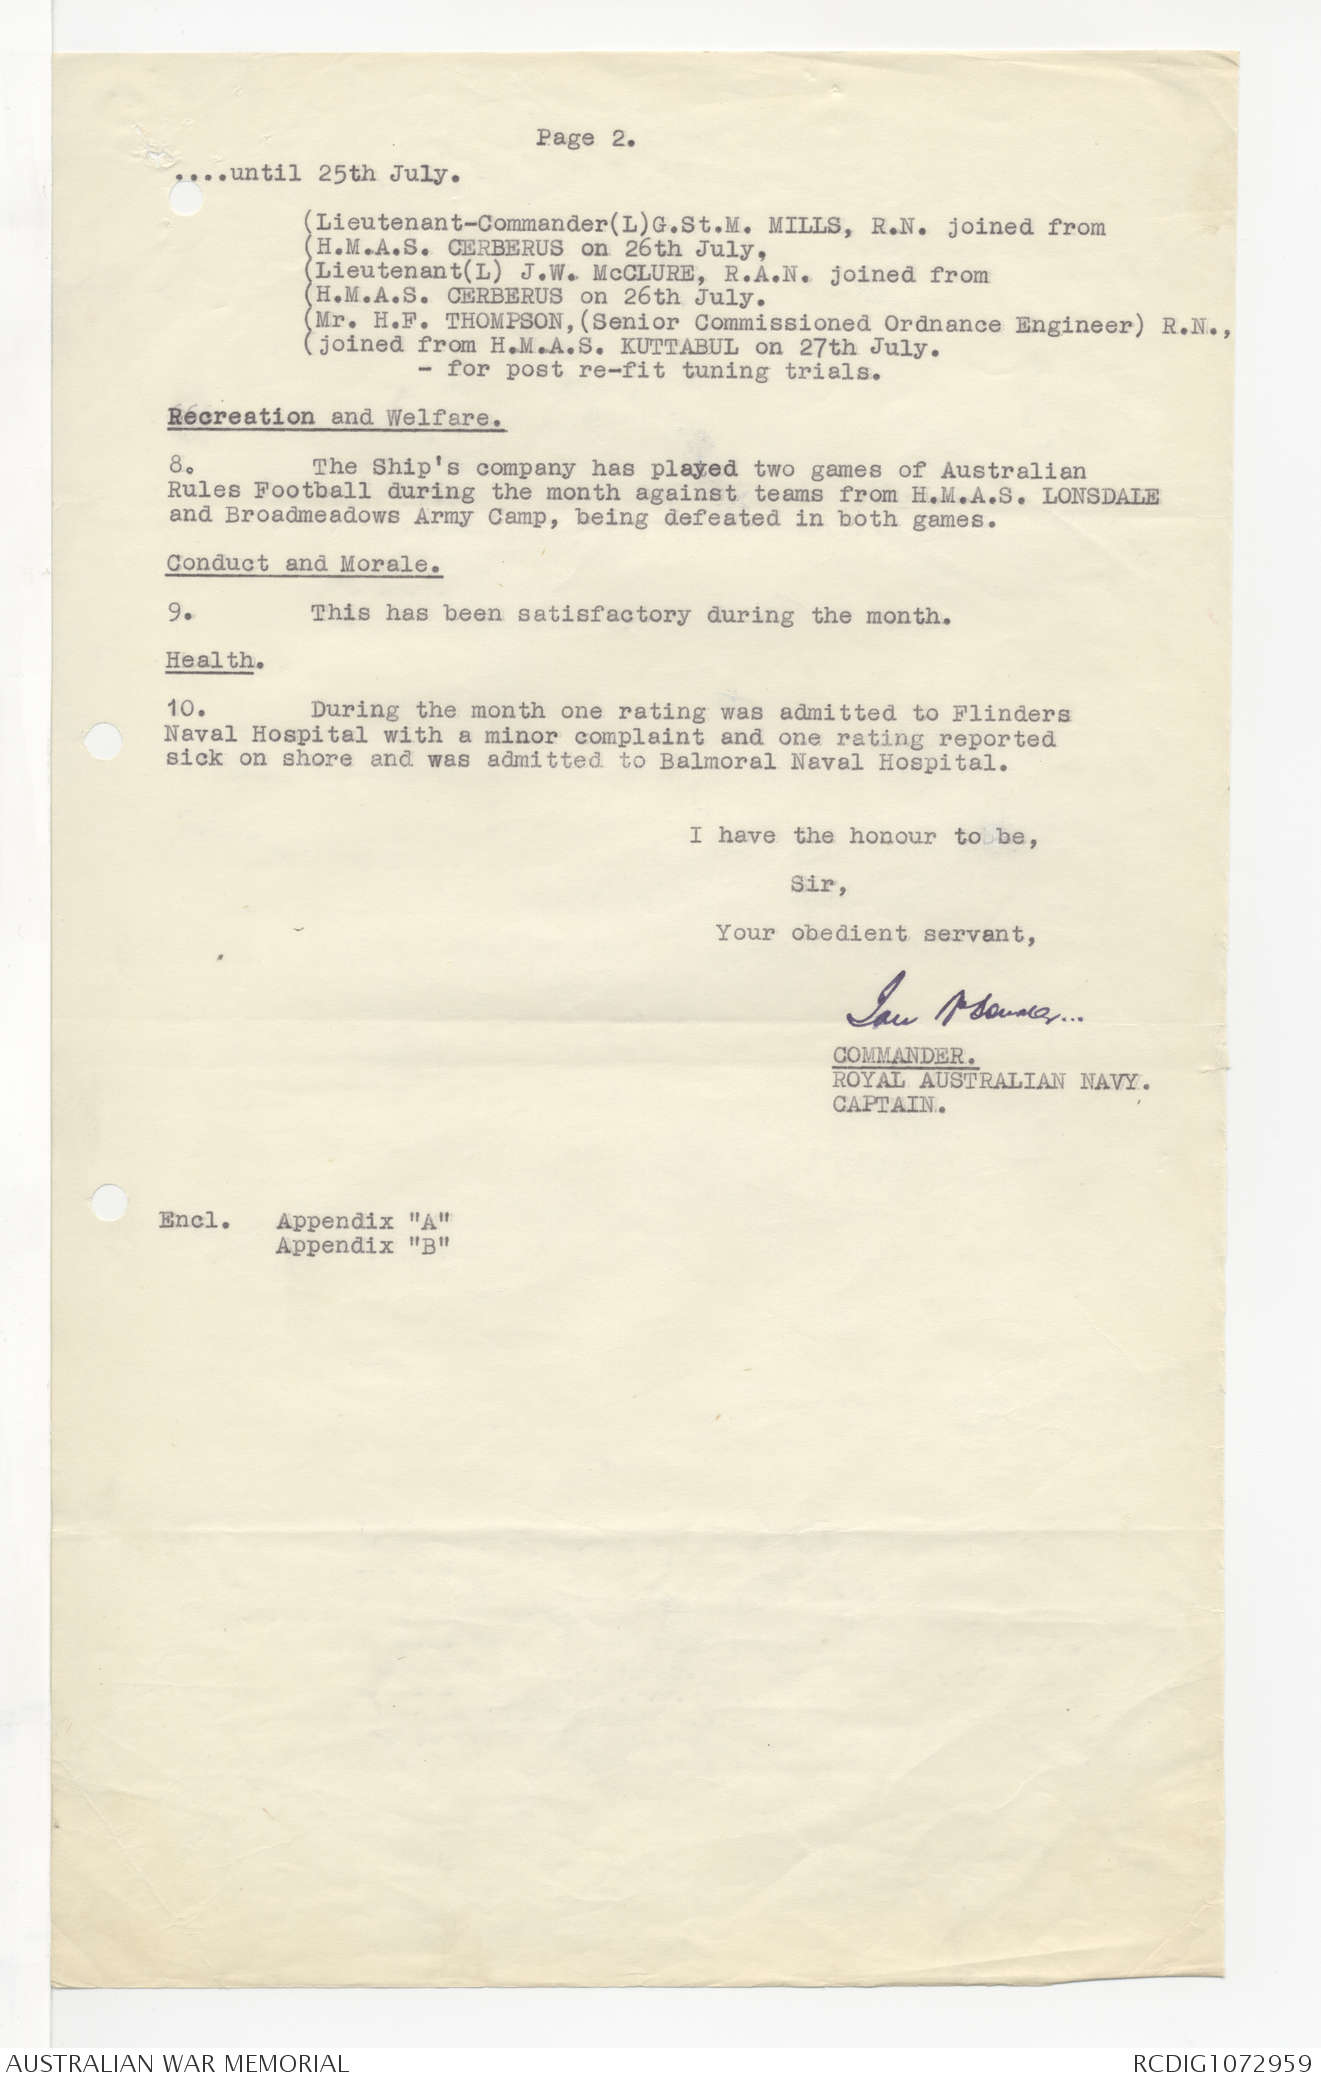 Page 2.
....until 25th July.
(Lieutenant-Commander(L)G.St.M. MILLS, R.N. joined from
(H.M.A.S. CERBERUS on 26th July,
(Lieutenant(L) J.W. McCLURE, R.A.N. joined from
(H.M.A.S. CERBERUS on 26th July.
(Mr. H.F. THOMPSON,(Senior Commissioned Ordnance Engineer) R.N.,
(joined from H.M.A.S. KUTTABUL on 27th July.
- for post re-fit tuning trials.
Recreation and Welfare.
8. The Ship's company has played two games of Australian
Rules Football during the month against teams from H.M.A.S. LONSDALE
and Broadmeadows Army Camp, being defeated in both games.
Conduct and Morale.
9. This has been satisfactory during the month.
Health.
10. During the month one rating was admitted to Flinders
Naval Hospital with a minor complaint and one rating reported
sick on shore and was admitted to Balmoral Naval Hospital.
I have the honour to be,
Sir,
Your obedient servant,
COMMANDER.
ROYAL AUSTRALIAN NAVY.
CAPTAIN.
Encl. Appendix "A"
Appendix "B"
AUSTRALIAN WAR MEMORIAL
RCDIG1072959